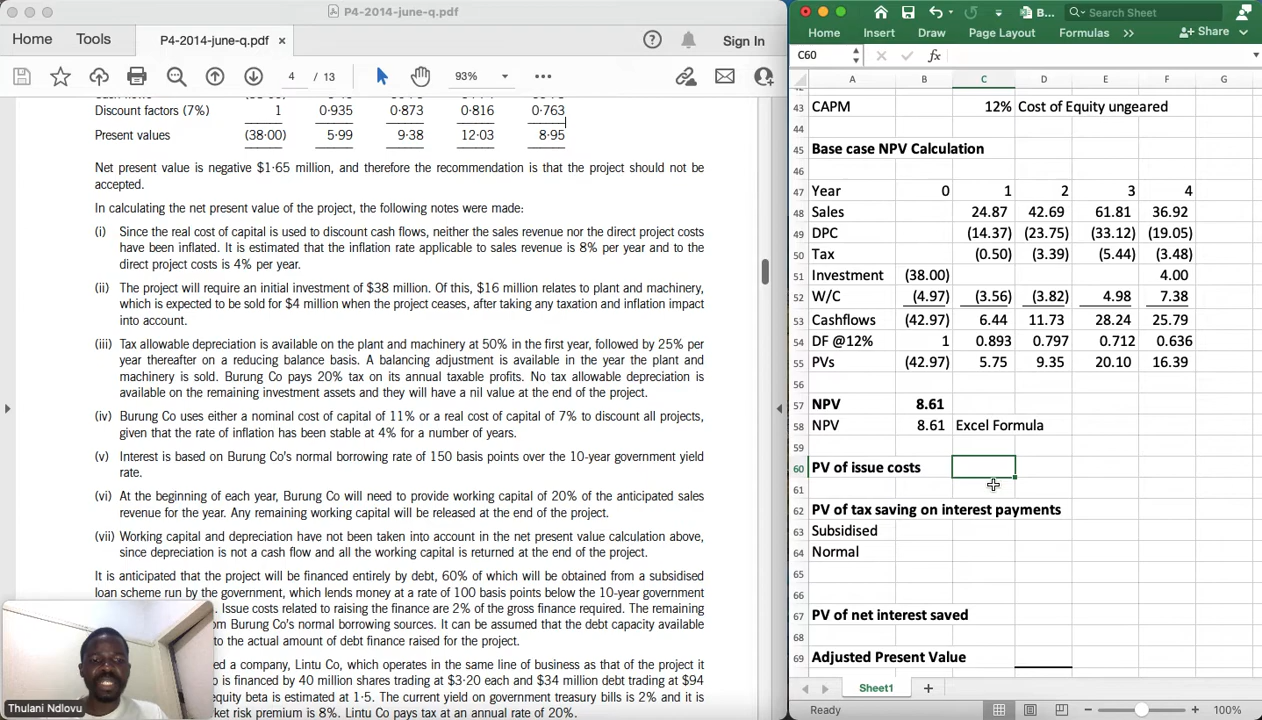 P4-2014-june-q.pdf
Home Tools P4-2014-june-q.pdf × Sign In
4 / 13 93%
Discount factors (7%) 1 0·935 0·873 0·816 0·763
Present values (38·00) 5·99 9·38 12·03 8·95
Net present value is negative $1·65 million, and therefore the recommendation is that the project should not be
accepted.
In calculating the net present value of the project, the following notes were made:
(i) Since the real cost of capital is used to discount cash flows, neither the sales revenue nor the direct project costs
have been inflated. It is estimated that the inflation rate applicable to sales revenue is 8% per year and to the
direct project costs is 4% per year.
(ii) The project will require an initial investment of $38 million. Of this, $16 million relates to plant and machinery,
which is expected to be sold for $4 million when the project ceases, after taking any taxation and inflation impact
into account.
(iii) Tax allowable depreciation is available on the plant and machinery at 50% in the first year, followed by 25% per
year thereafter on a reducing balance basis. A balancing adjustment is available in the year the plant and
machinery is sold. Burung Co pays 20% tax on its annual taxable profits. No tax allowable depreciation is
available on the remaining investment assets and they will have a nil value at the end of the project.
(iv) Burung Co uses either a nominal cost of capital of 11% or a real cost of capital of 7% to discount all projects,
given that the rate of inflation has been stable at 4% for a number of years.
(v) Interest is based on Burung Co's normal borrowing rate of 150 basis points over the 10-year government yield
rate.
(vi) At the beginning of each year, Burung Co will need to provide working capital of 20% of the anticipated sales
revenue for the year. Any remaining working capital will be released at the end of the project.
(vii) Working capital and depreciation have not been taken into account in the net present value calculation above,
since depreciation is not a cash flow and all the working capital is returned at the end of the project.
It is anticipated that the project will be financed entirely by debt, 60% of which will be obtained from a subsidised
loan scheme run by the government, which lends money at a rate of 100 basis points below the 10-year government
Issue costs related to raising the finance are 2% of the gross finance required. The remaining
om Burung Co's normal borrowing sources. It can be assumed that the debt capacity available
to the actual amount of debt finance raised for the project.
ed a company, Lintu Co, which operates in the same line of business as that of the project it
is financed by 40 million shares trading at $3·20 each and $34 million debt trading at $94
equity beta is estimated at 1·5. The current yield on government treasury bills is 2% and it is
ket risk premium is 8%. Lintu Co pays tax at an annual rate of 20%.
Thulani Ndlovu
B... Search Sheet
Home Insert Draw Page Layout Formulas >> Share
C60 fx
A B C D E F G
43 CAPM 12% Cost of Equity ungeared
44
45 Base case NPV Calculation
46
47 Year 0 1 2 3 4
48 Sales 24.87 42.69 61.81 36.92
49 DPC (14.37) (23.75) (33.12) (19.05)
50 Tax (0.50) (3.39) (5.44) (3.48)
51 Investment (38.00) 4.00
52 W/C (4.97) (3.56) (3.82) 4.98 7.38
53 Cashflows (42.97) 6.44 11.73 28.24 25.79
54 DF @12% 1 0.893 0.797 0.712 0.636
55 PVs (42.97) 5.75 9.35 20.10 16.39
56
57 NPV 8.61
58 NPV 8.61 Excel Formula
59
60 PV of issue costs
61
62 PV of tax saving on interest payments
63 Subsidised
64 Normal
65
66
67 PV of net interest saved
68
69 Adjusted Present Value
Sheet1 +
Ready 100%